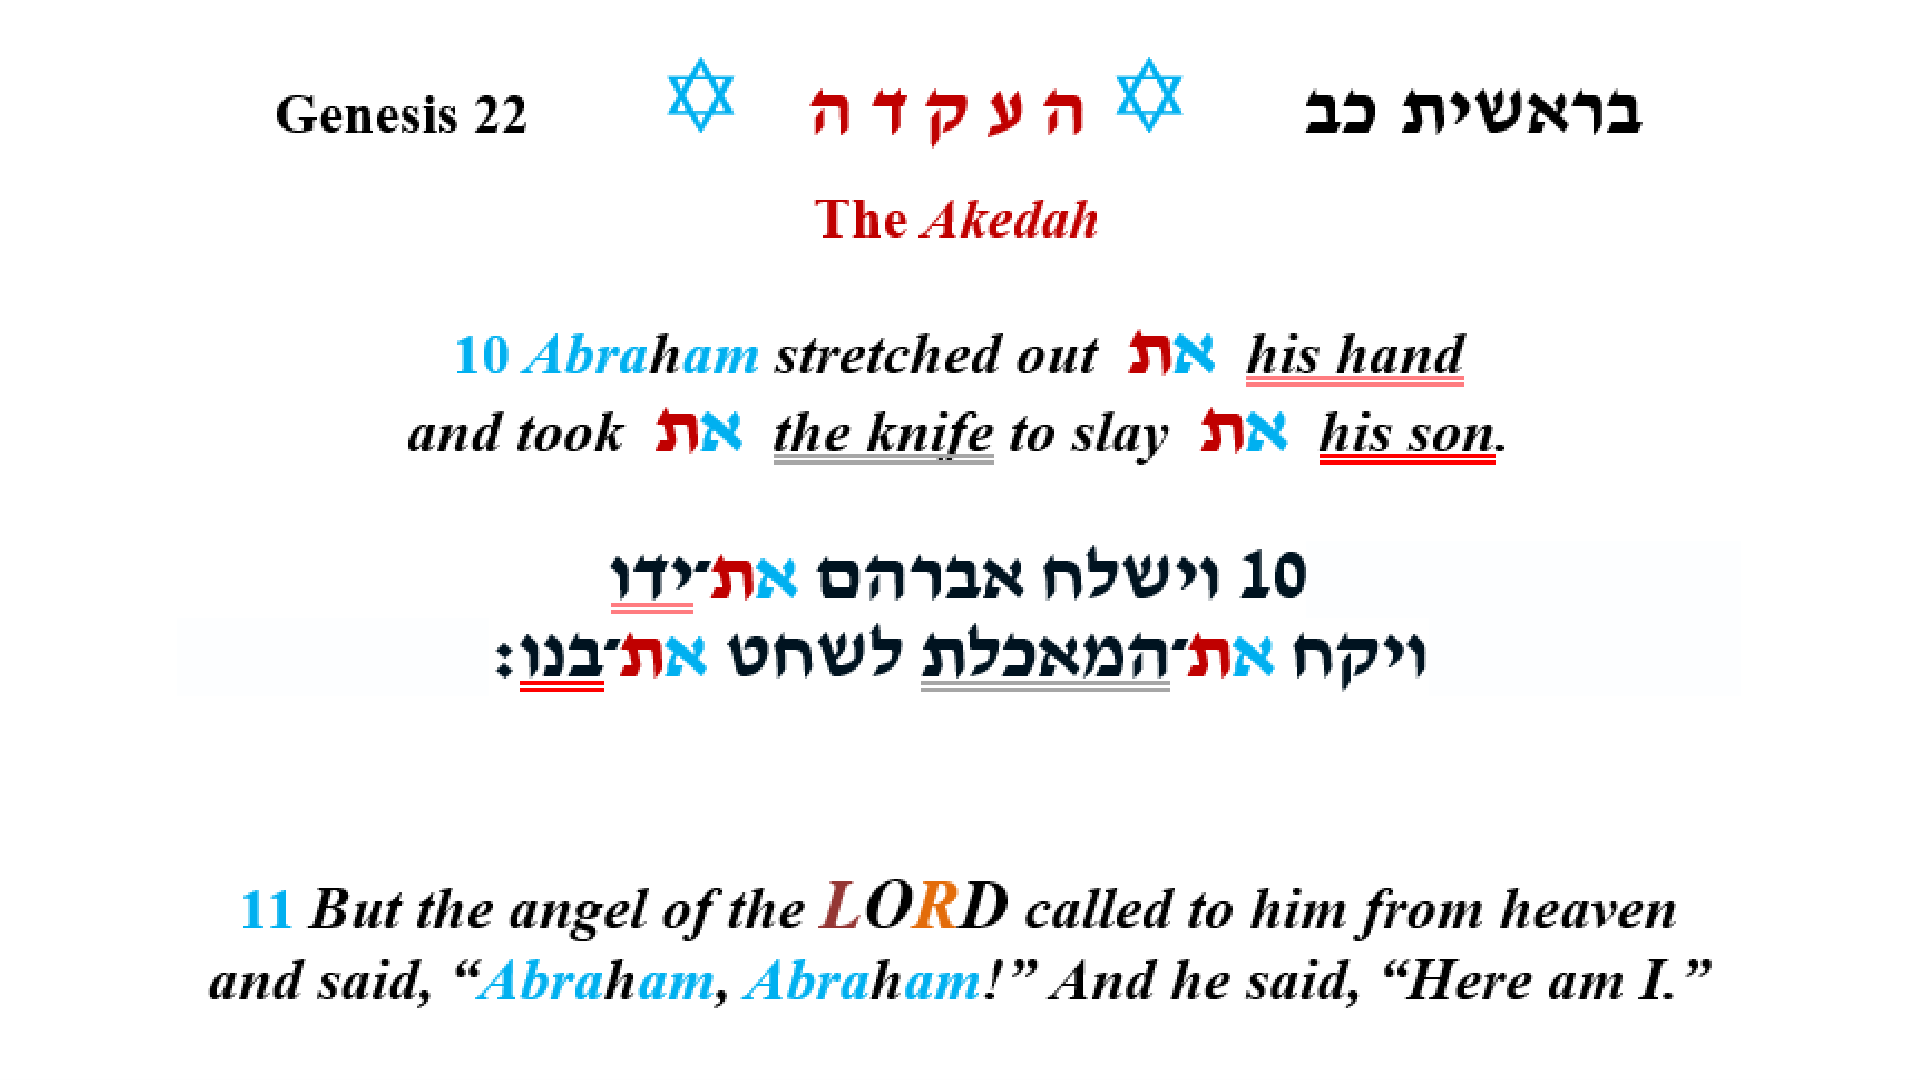 Genesis 22 ✡ ה ע ק ד ה ✡ בראשית כב
The Akedah
10 Abraham stretched out את his hand
and took את the knife to slay את his son.
10 וישלח אברהם את־ידו
ויקח את־המאכלת לשחט את־בנו׃
11 But the angel of the LORD called to him from heaven
and said, “Abraham, Abraham!” And he said, “Here am I.”